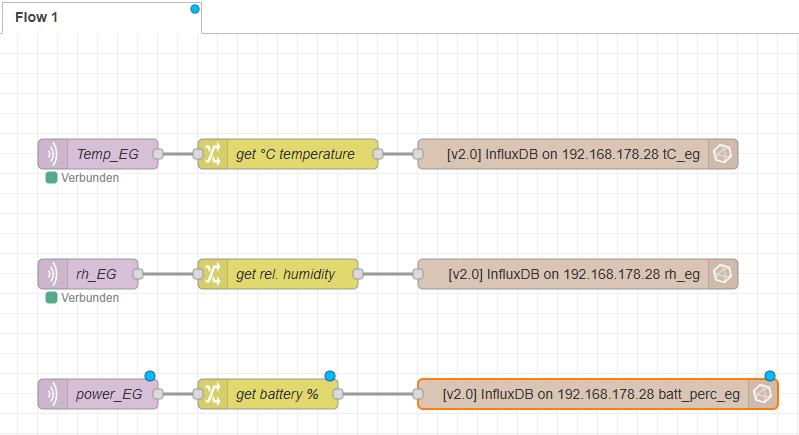 Flow 1
Temp_EG
get °C temperature
[v2.0] InfluxDB on 192.168.178.28 tC_eg
Verbunden
rh_EG
get rel. humidity
[v2.0] InfluxDB on 192.168.178.28 rh_eg
Verbunden
power_EG
get battery %
[v2.0] InfluxDB on 192.168.178.28 batt_perc_eg